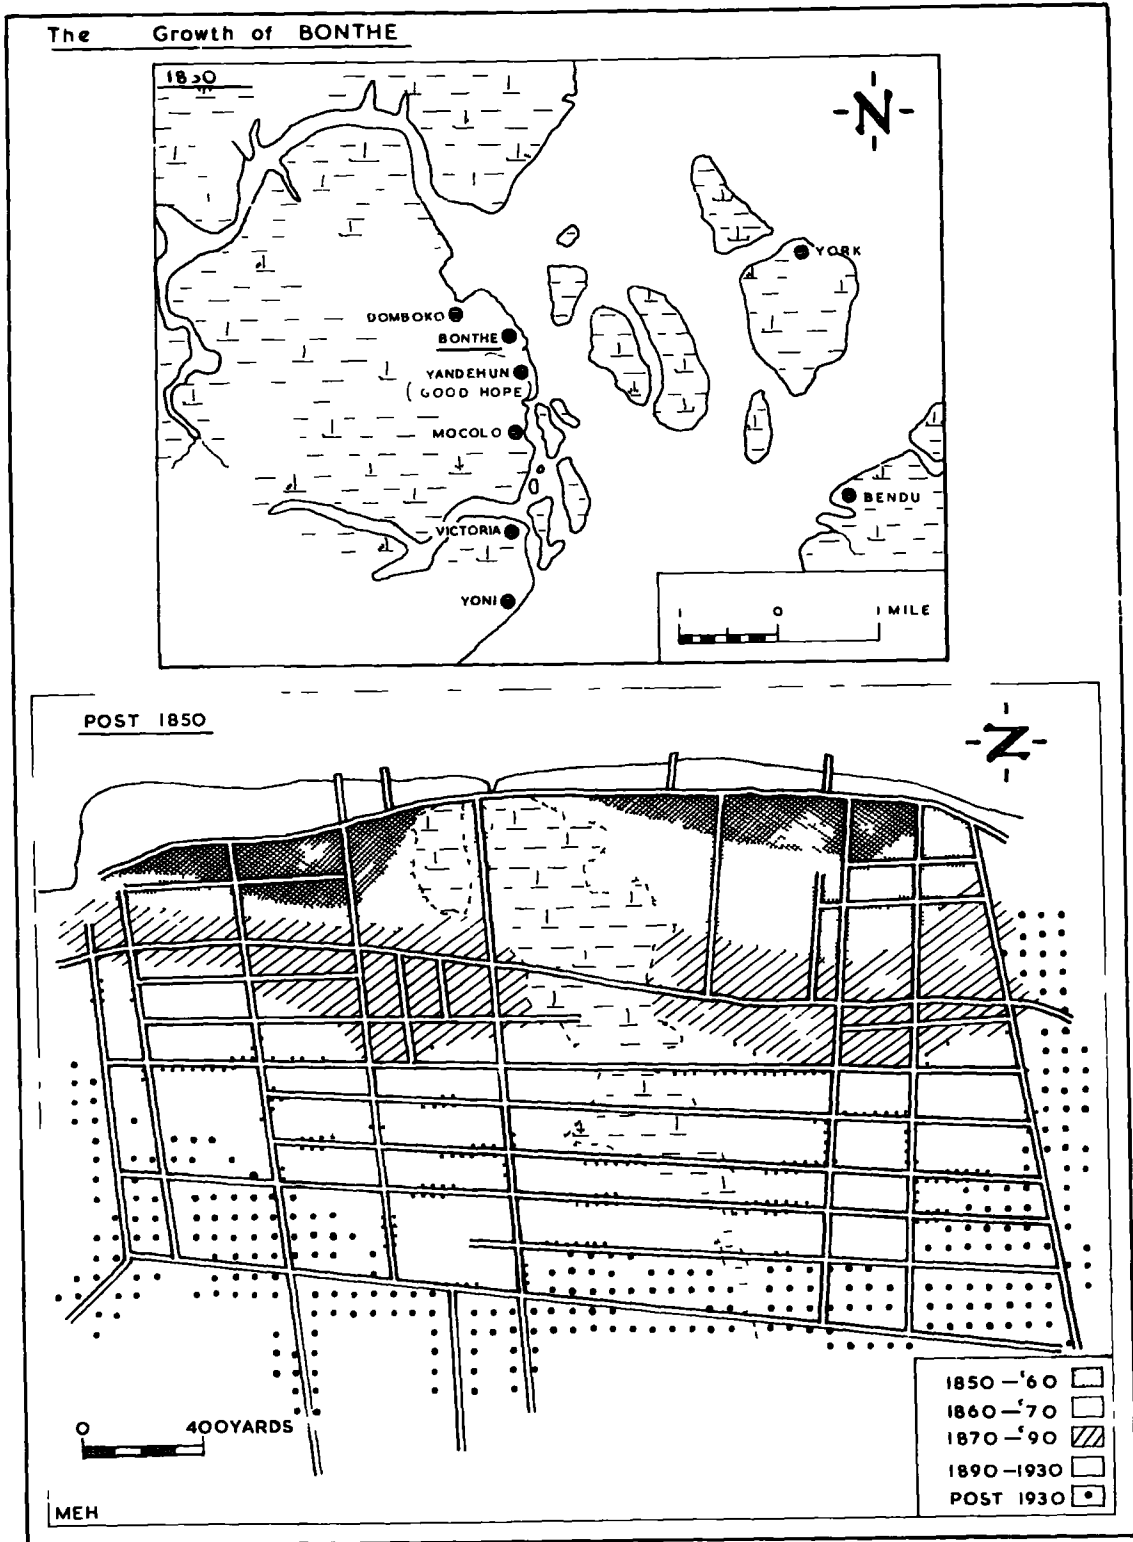 The Growth of BONTHE
1850
N
YORK
DOMBOKO
BONTHE
YANDEHUN
(GOOD HOPE)
MOCOLO
BENDU
VICTORIA
YONI
1 0 1 MILE
POST 1850
N
1850-'60
1860-'70
1870-'90
1890-1930
POST 1930
0 400YARDS
MEH